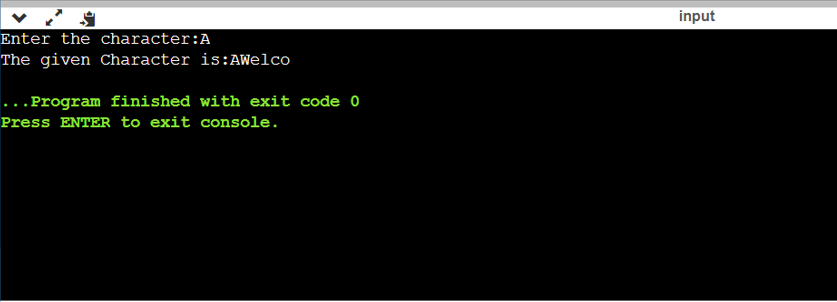 input
Enter the character:A
The given Character is:AWelco
...Program finished with exit code 0
Press ENTER to exit console.